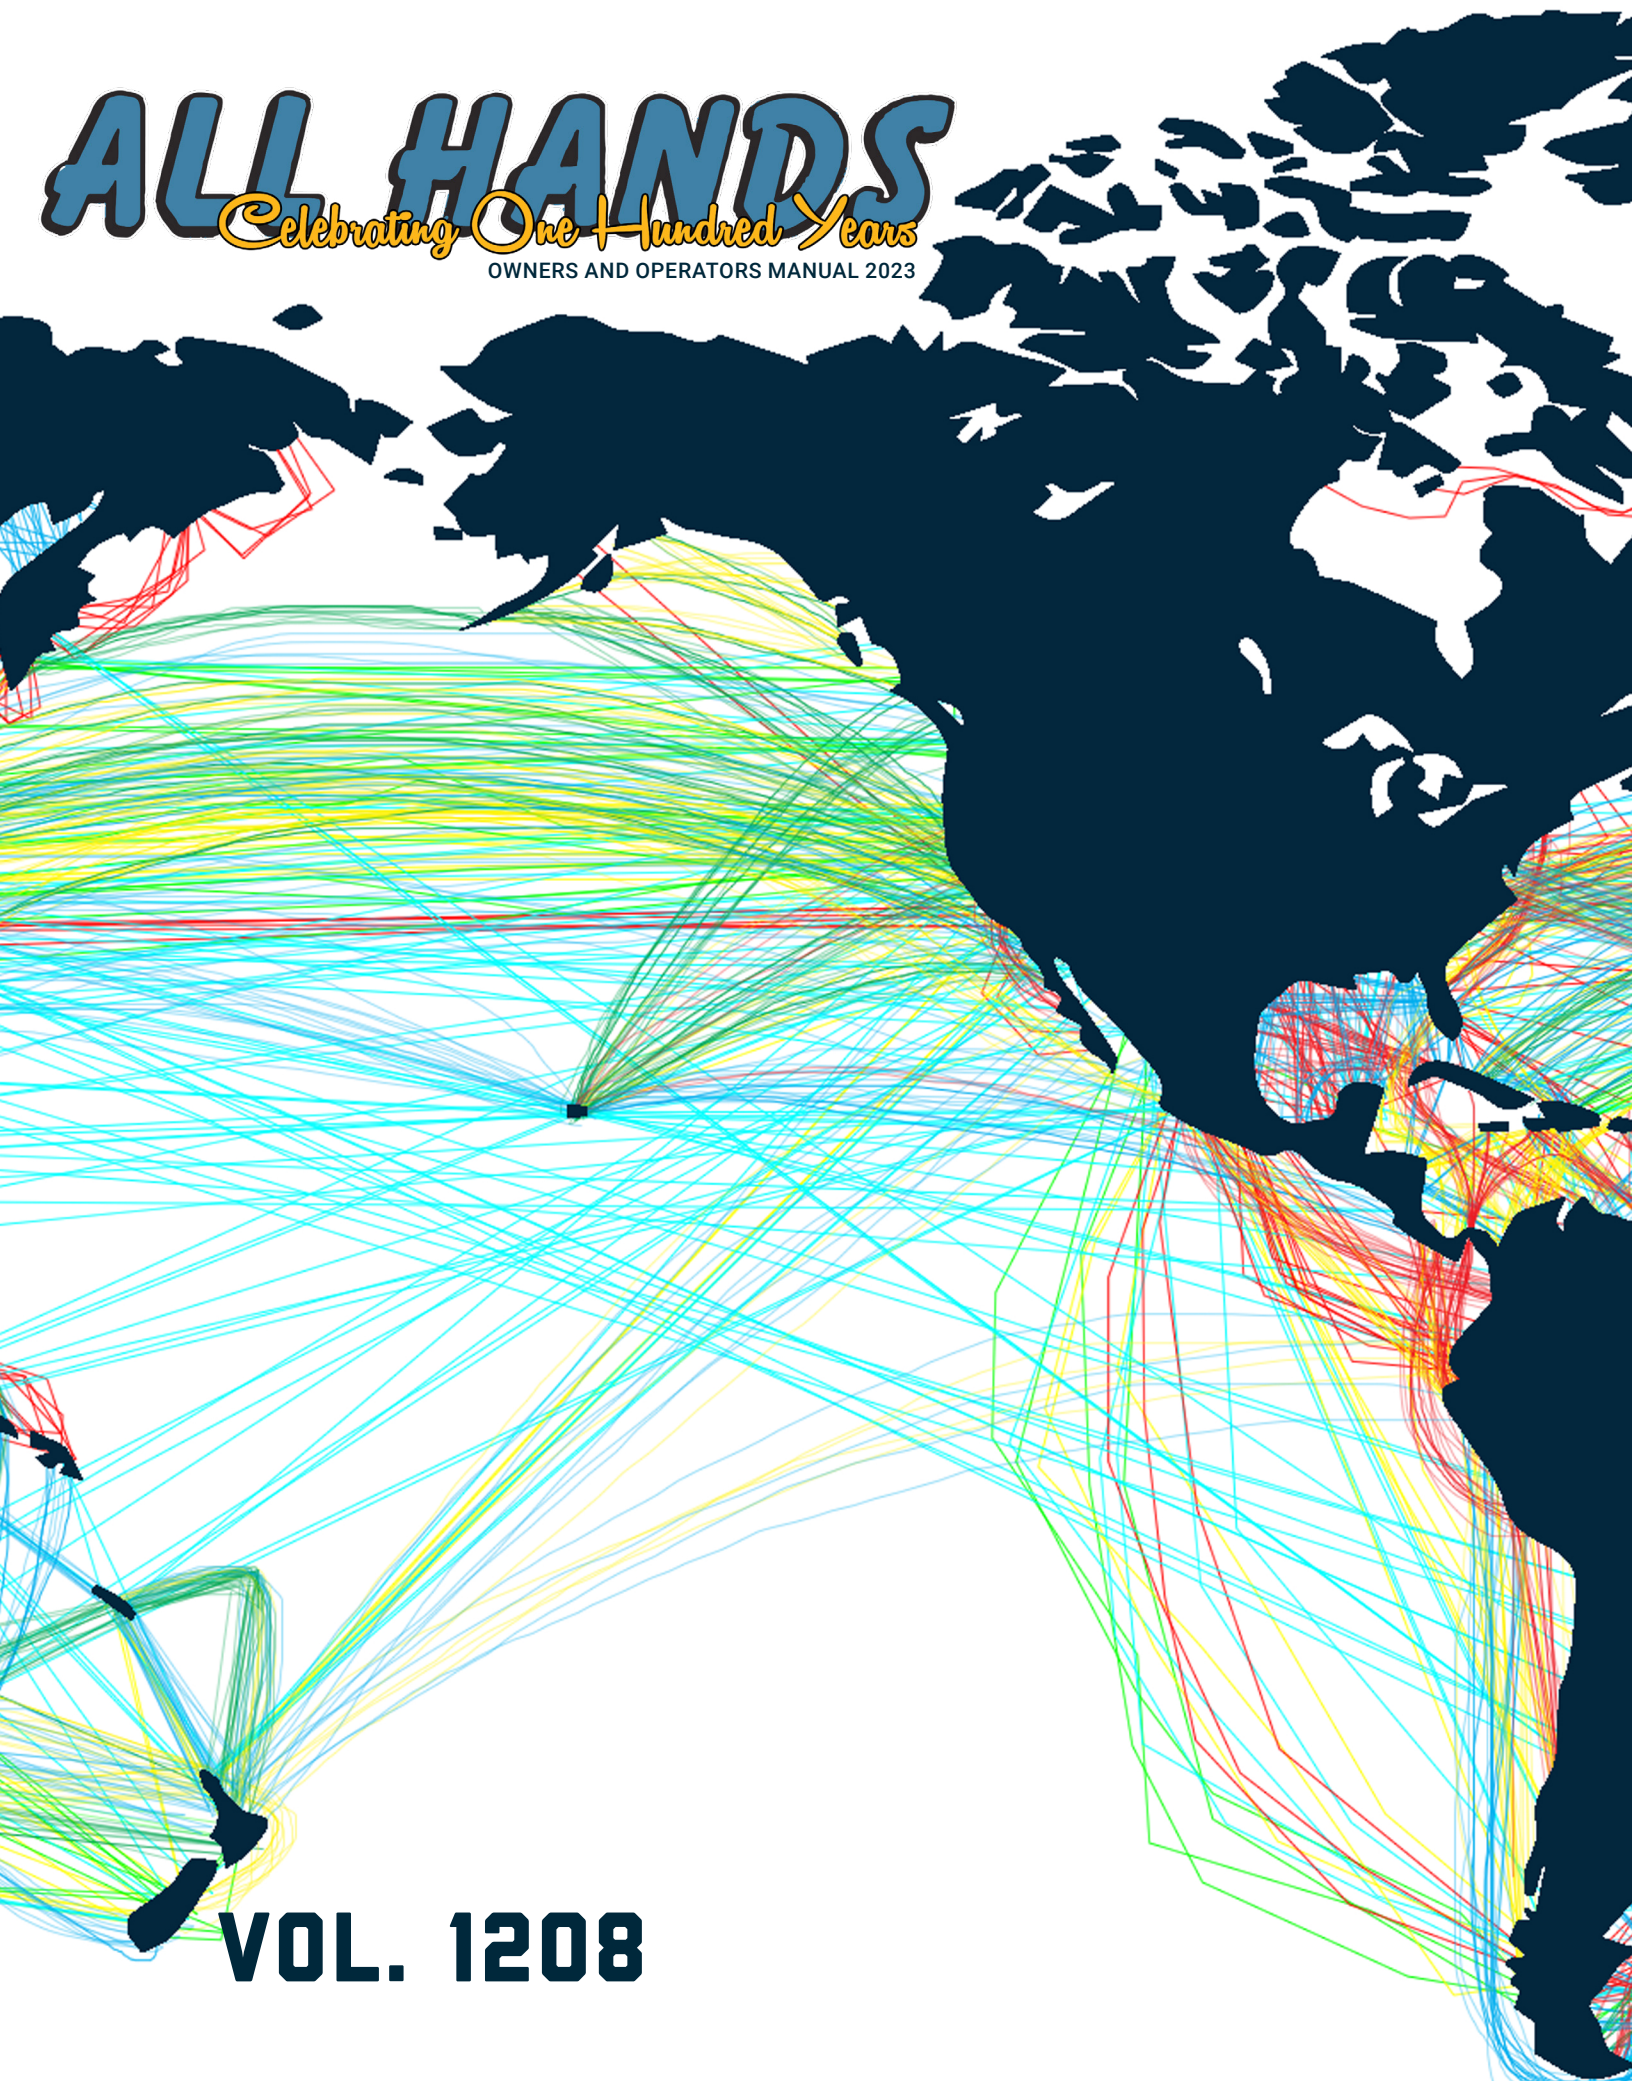 ALL HANDS
Celebrating One Hundred Years
OWNERS AND OPERATORS MANUAL 2023
VOL. 1208